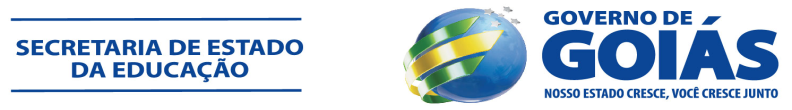 SECRETARIA DE ESTADO
DA EDUCAÇÃO
GOVERNO DE
GOIÁS
NOSSO ESTADO CRESCE, VOCÊ CRESCE JUNTO